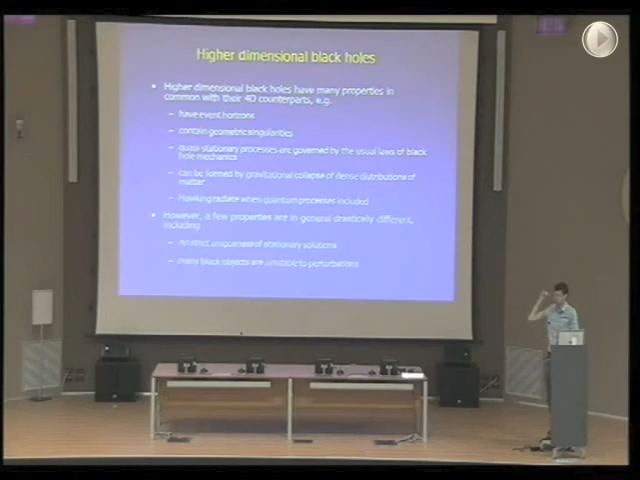 Higher dimensional black holes
• Higher dimensional black holes have many properties in
common with their 4D counterparts, e.g.
– have event horizons
– contain geometric singularities
– quasi-stationary processes are governed by the usual laws of black
hole mechanics
– can be formed by gravitational collapse of dense distributions of
matter
– Hawking radiate when quantum processes included
• However, a few properties are in general drastically different,
including
– no strict uniqueness of stationary solutions
– many black objects are unstable to perturbations